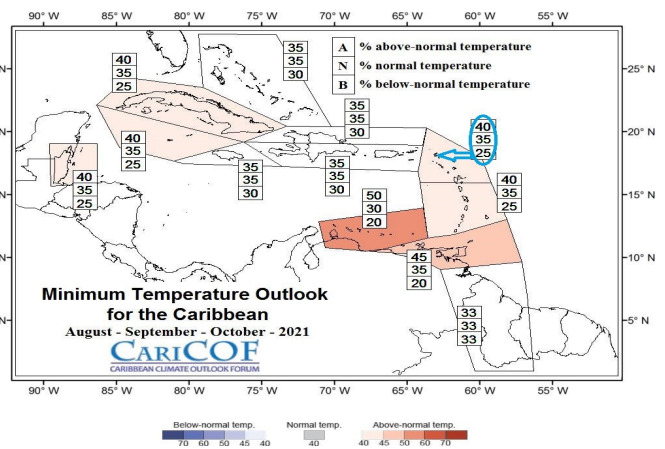 90° W 85° W 80° W 75° W 70° W 65° W 60° W 55° W
A % above-normal temperature
N % normal temperature
B % below-normal temperature
35
35
30
40
35
25
25° N
35
35
30
40
35
25
20° N
40
35
25
35
35
30
35
35
30
40
35
25
40
35
25
15° N
50
30
20
45
35
20
10° N
33
33
33
5° N
Minimum Temperature Outlook
for the Caribbean
August - September - October - 2021
CARICOF
CARIBBEAN CLIMATE OUTLOOK FORUM
90° W 85° W 80° W 75° W 70° W 65° W 60° W 55° W
Below-normal temp. Normal temp. Above-normal temp.
70 60 50 45 40 40 40 45 50 60 70